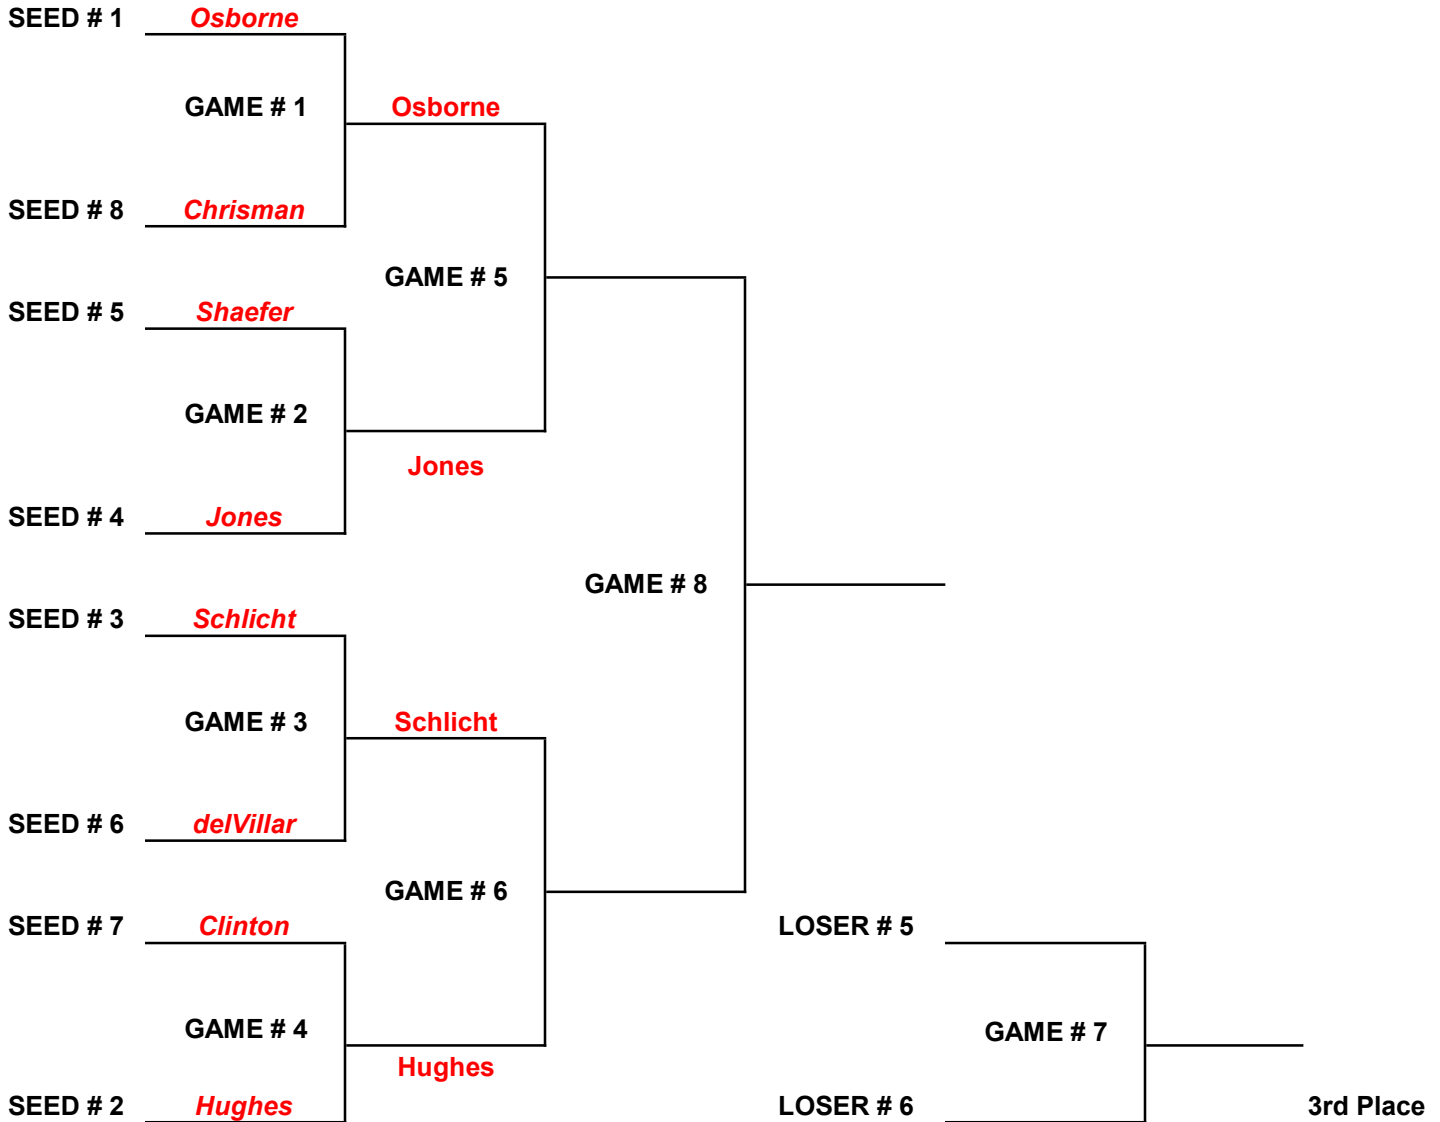 SEED # 1 Osborne
GAME # 1 Osborne
SEED # 8 Chrisman
GAME # 5
SEED # 5 Shaefer
GAME # 2
Jones
SEED # 4 Jones
GAME # 8
SEED # 3 Schlicht
GAME # 3 Schlicht
SEED # 6 delVillar
GAME # 6
SEED # 7 Clinton LOSER # 5
GAME # 4 GAME # 7
Hughes
SEED # 2 Hughes LOSER # 6 3rd Place